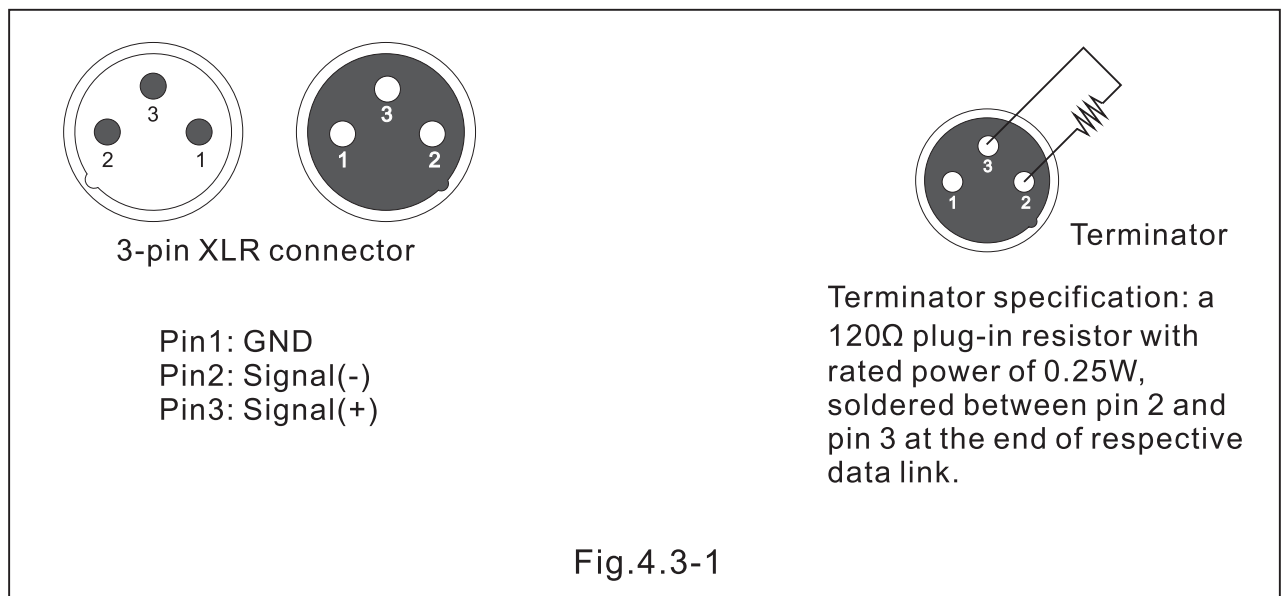 3
2
1
3
1
2
3-pin XLR connector
Pin1: GND
Pin2: Signal(-)
Pin3: Signal(+)
3
1
2
Terminator
Terminator specification: a
120Ω plug-in resistor with
rated power of 0.25W,
soldered between pin 2 and
pin 3 at the end of respective
data link.
Fig.4.3-1